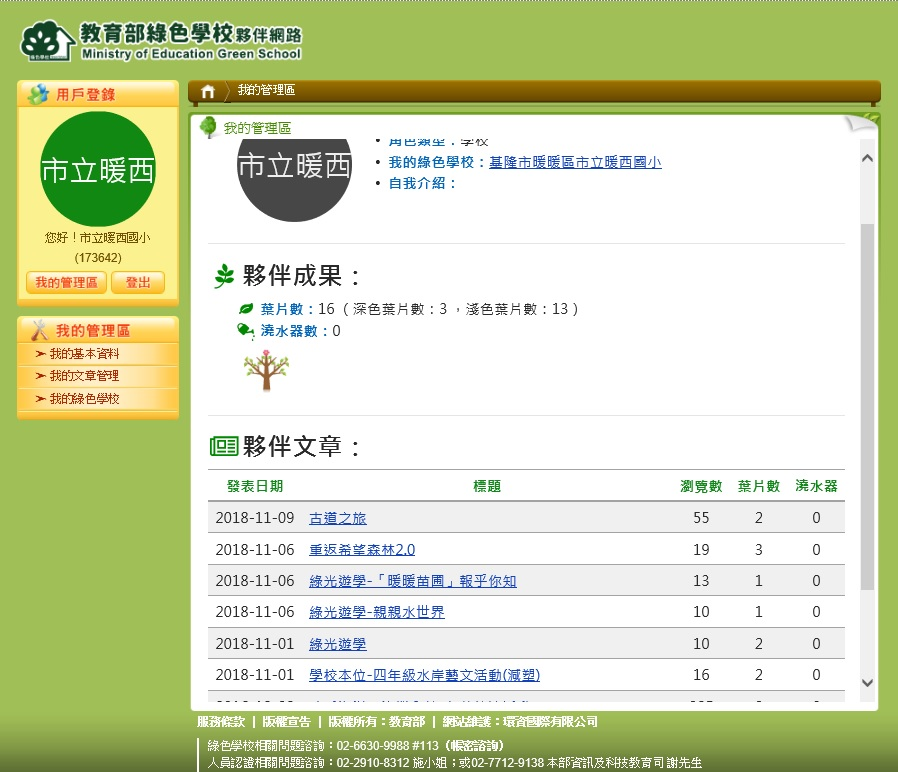 教育部綠色學校夥伴網路
Ministry of Education Green School
用戶登錄
市立暖西
您好！市立暖西國小
(173642)
我的管理區
登出
我的管理區
我的基本資料
我的文章管理
我的綠色學校
我的管理區
我的管理區
市立暖西
• 角色類型：學校
• 我的綠色學校：基隆市暖暖區市立暖西國小
• 自我介紹：
夥伴成果：
葉片數：16（深色葉片數：3，淺色葉片數：13）
澆水器數：0
夥伴文章：
發表日期 標題 瀏覽數 葉片數 澆水器
2018-11-09 古道之旅 55 2 0
2018-11-06 重返希望森林2.0 19 3 0
2018-11-06 綠光遊學-「暖暖苗圃」報乎你知 13 1 0
2018-11-06 綠光遊學-親親水世界 10 1 0
2018-11-01 綠光遊學 10 2 0
2018-11-01 學校本位-四年級水岸藝文活動(減塑) 16 2 0
服務條款 | 版權宣告 | 版權所有：教育部 | 網站維護：環資國際有限公司
綠色學校相關問題諮詢：02-6630-9988 #113（帳密諮詢）
人員認證相關問題諮詢：02-2910-8312 施小姐；或02-7712-9138 本部資訊及科技教育司 謝先生